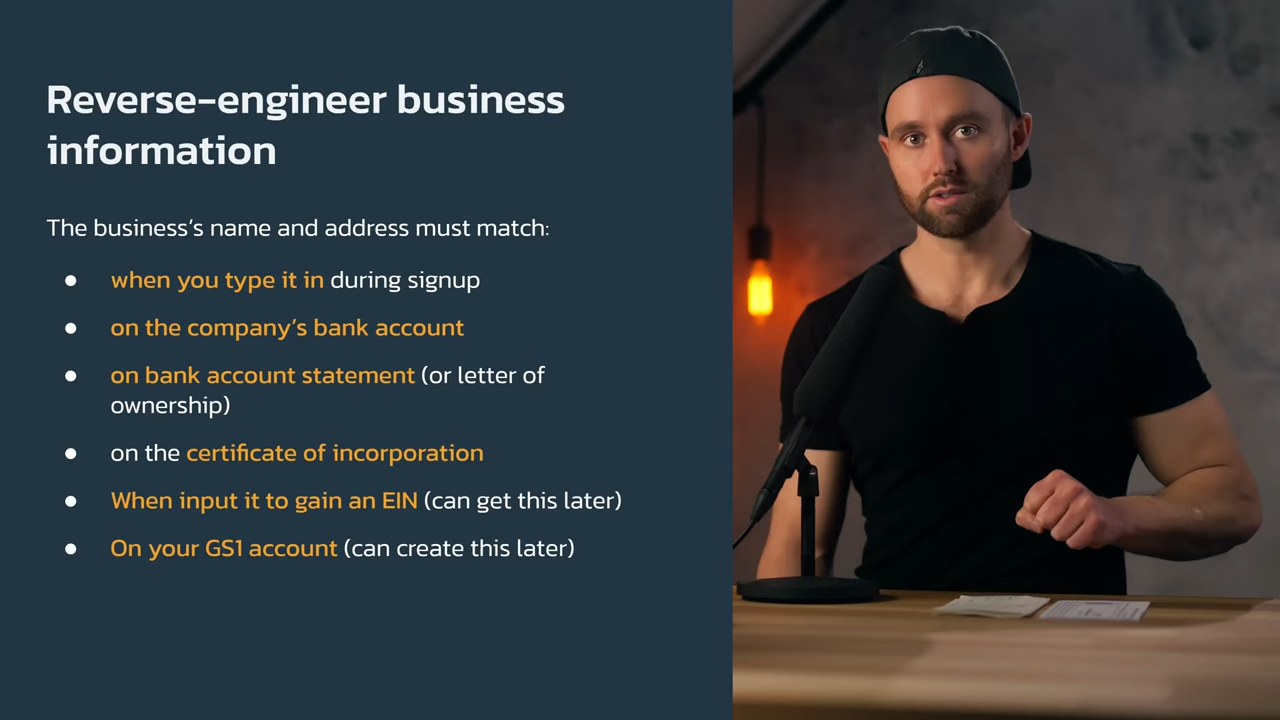 Reverse-engineer business
information
The business's name and address must match:
● when you type it in during signup
● on the company's bank account
● on bank account statement (or letter of
ownership)
● on the certificate of incorporation
● When input it to gain an EIN (can get this later)
● On your GS1 account (can create this later)